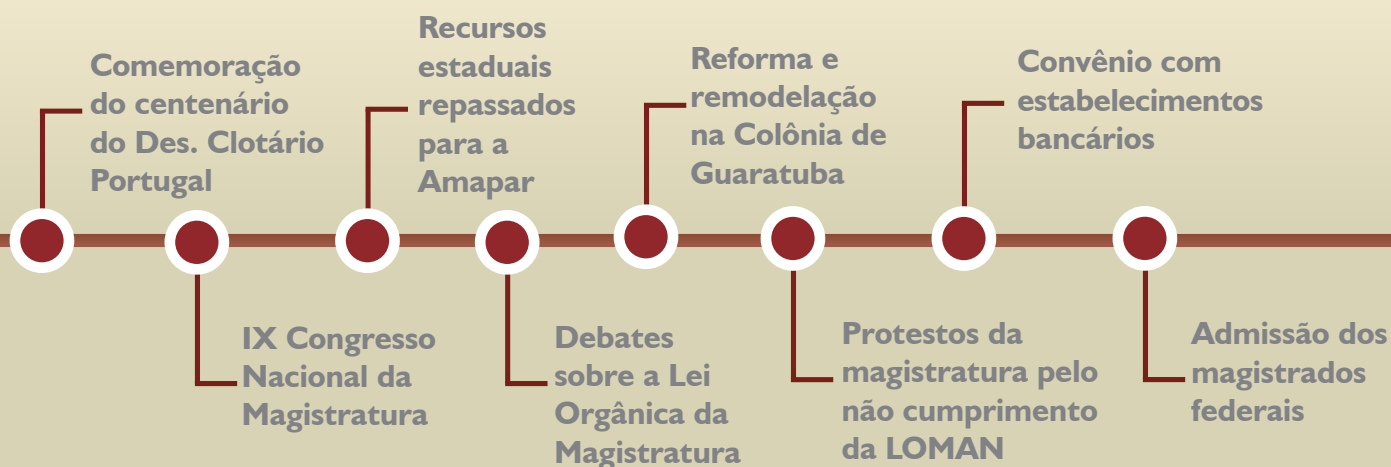 Comemoração
do centenário
do Des. Clotário
Portugal
IX Congresso
Nacional da
Magistratura
Recursos
estaduais
repassados
para a
Amapar
Debates
sobre a Lei
Orgânica da
Magistratura
Reforma e
remodelação
na Colônia de
Guaratuba
Protestos da
magistratura pelo
não cumprimento
da LOMAN
Convênio com
estabelecimentos
bancários
Admissão dos
magistrados
federais